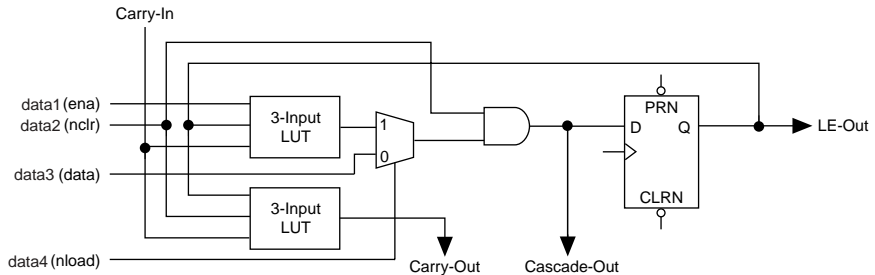 Carry-In
data1 (ena)
data2 (nclr)
3-Input
LUT
1
0
PRN
D
Q
LE-Out
data3 (data)
3-Input
LUT
CLRN
data4 (nload)
Carry-Out
Cascade-Out